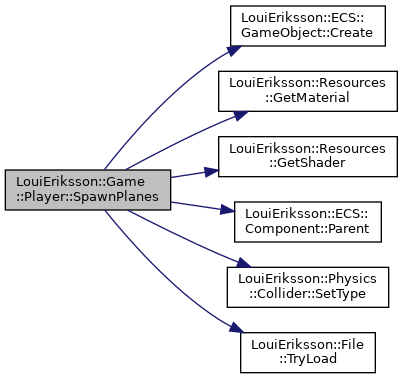 LouiEriksson::ECS::
GameObject::Create
LouiEriksson::Resources
::GetMaterial
LouiEriksson::Resources
::GetShader
LouiEriksson::Game
::Player::SpawnPlanes
LouiEriksson::ECS::
Component::Parent
LouiEriksson::Physics
::Collider::SetType
LouiEriksson::File
::TryLoad